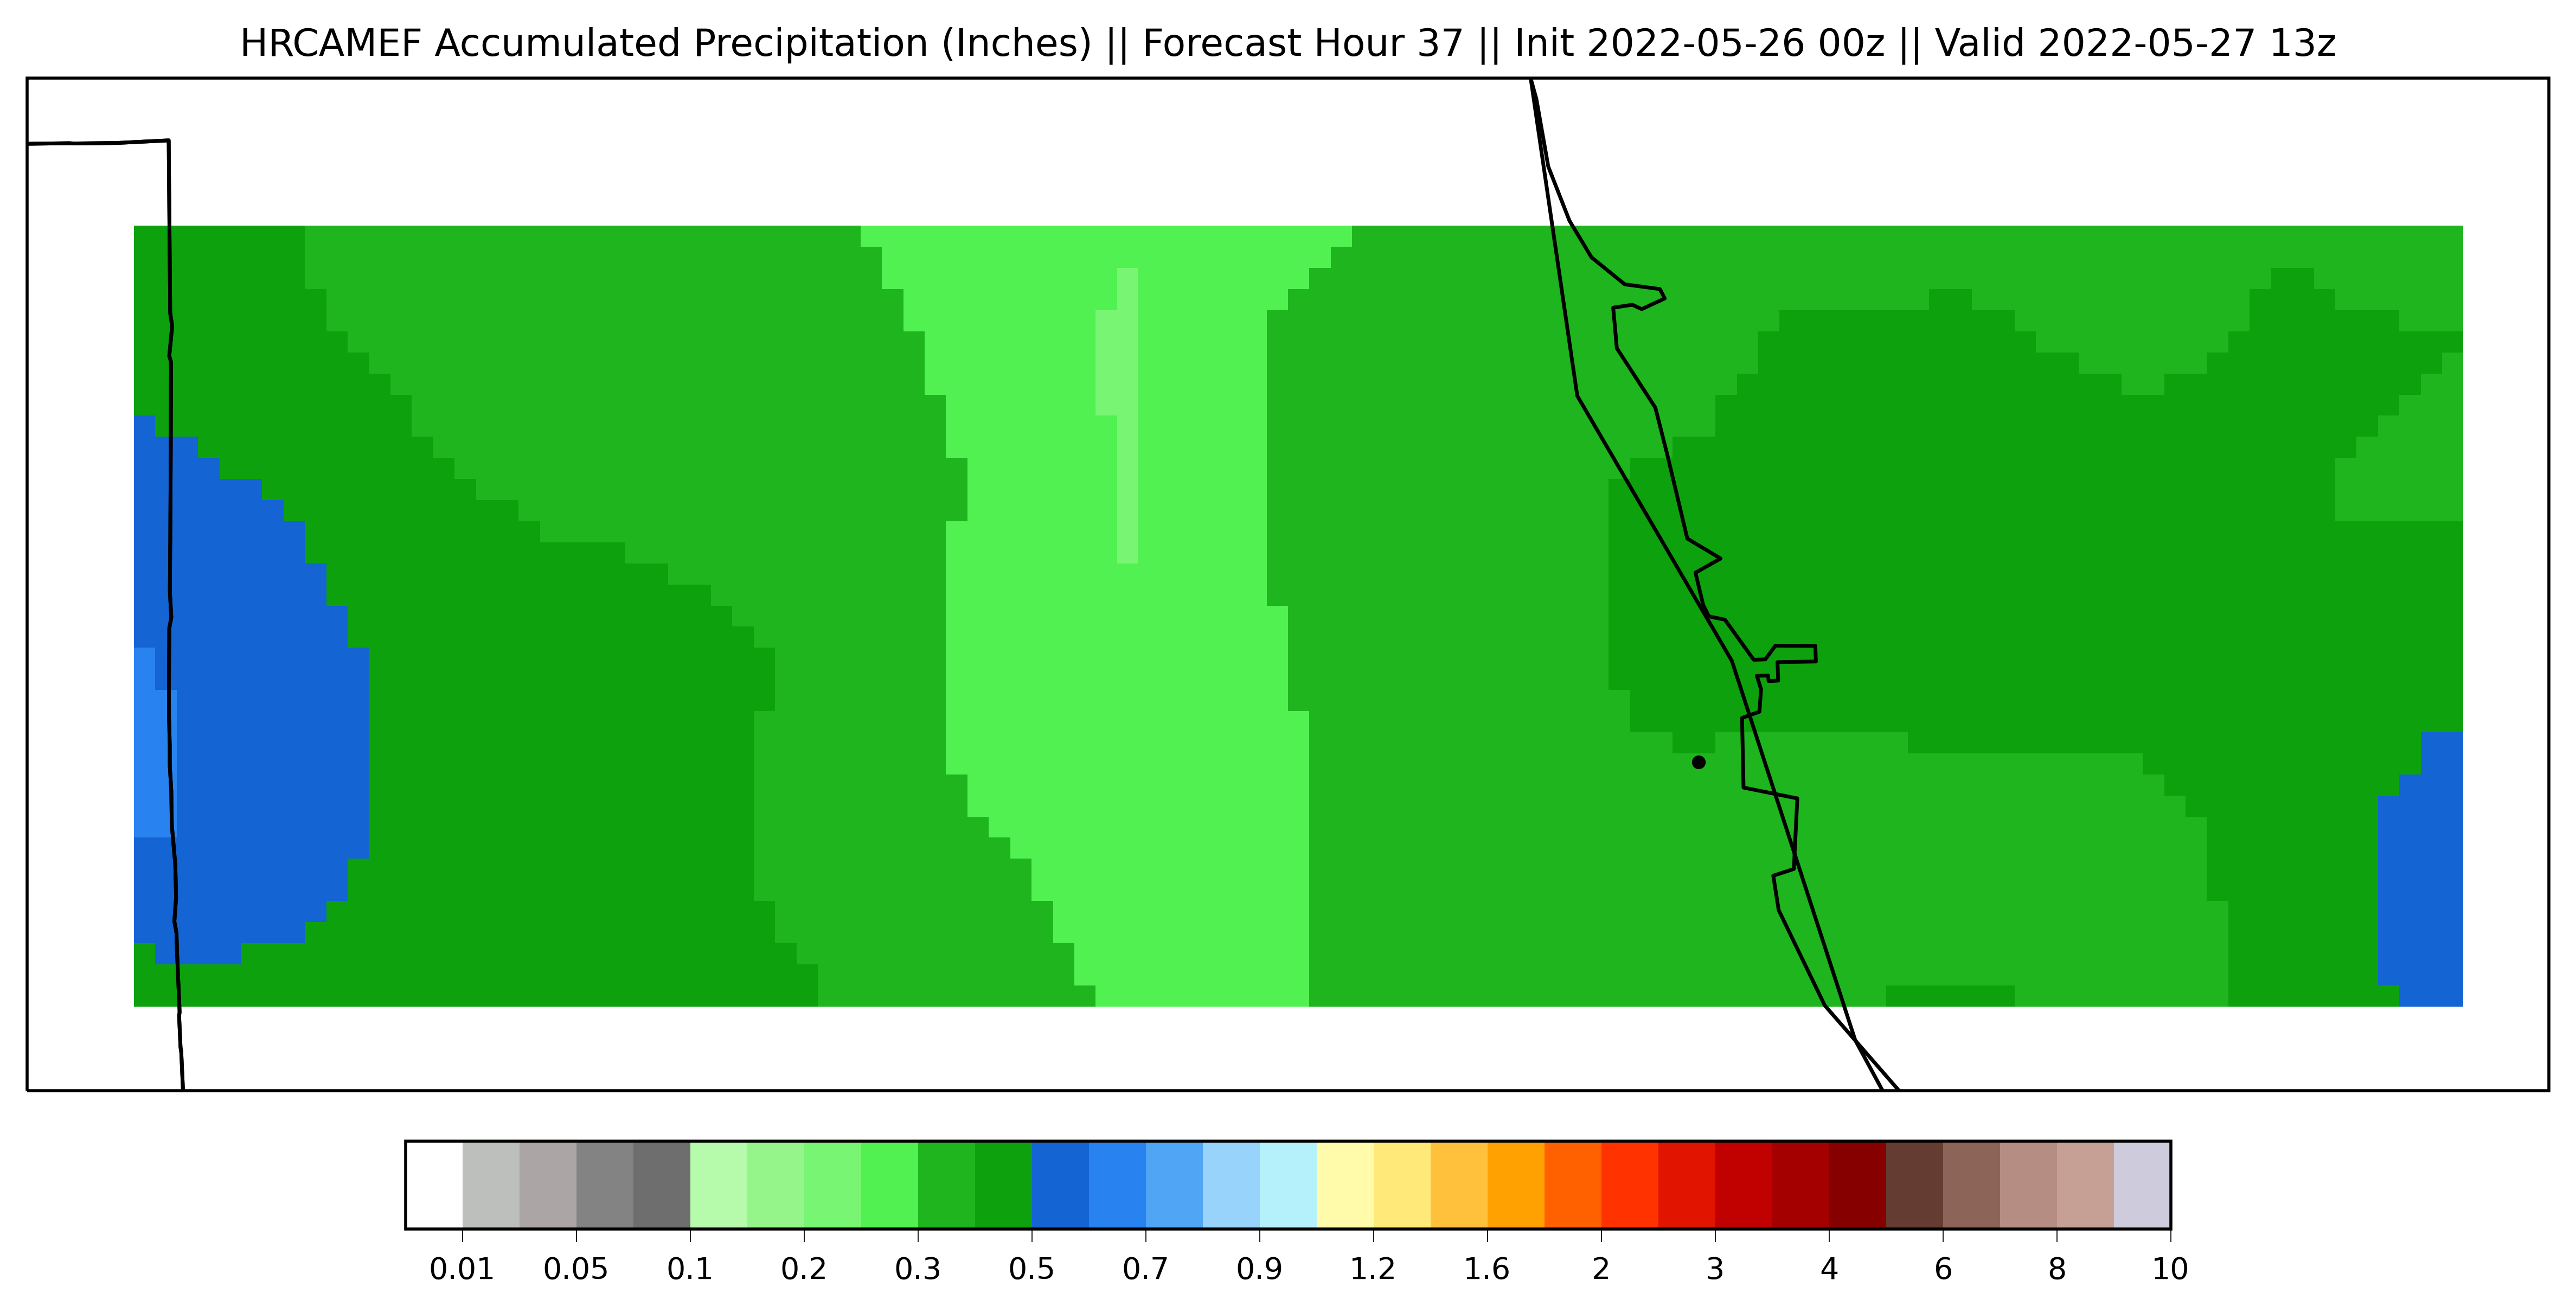 HRCAMEF Accumulated Precipitation (Inches) || Forecast Hour 37 || Init 2022-05-26 00z || Valid 2022-05-27 13z
0.01 0.05 0.1 0.2 0.3 0.5 0.7 0.9 1.2 1.6 2 3 4 6 8 10